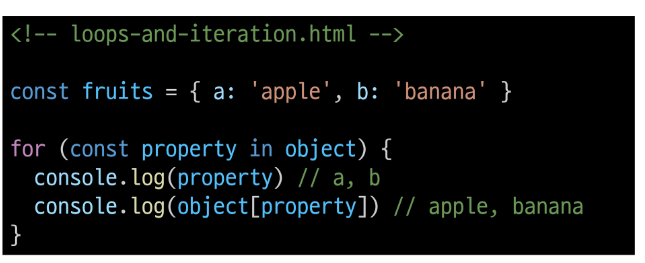 <!-- loops-and-iteration.html -->
const fruits = { a: 'apple', b: 'banana' }
for (const property in object) {
  console.log(property) // a, b
  console.log(object[property]) // apple, banana
}